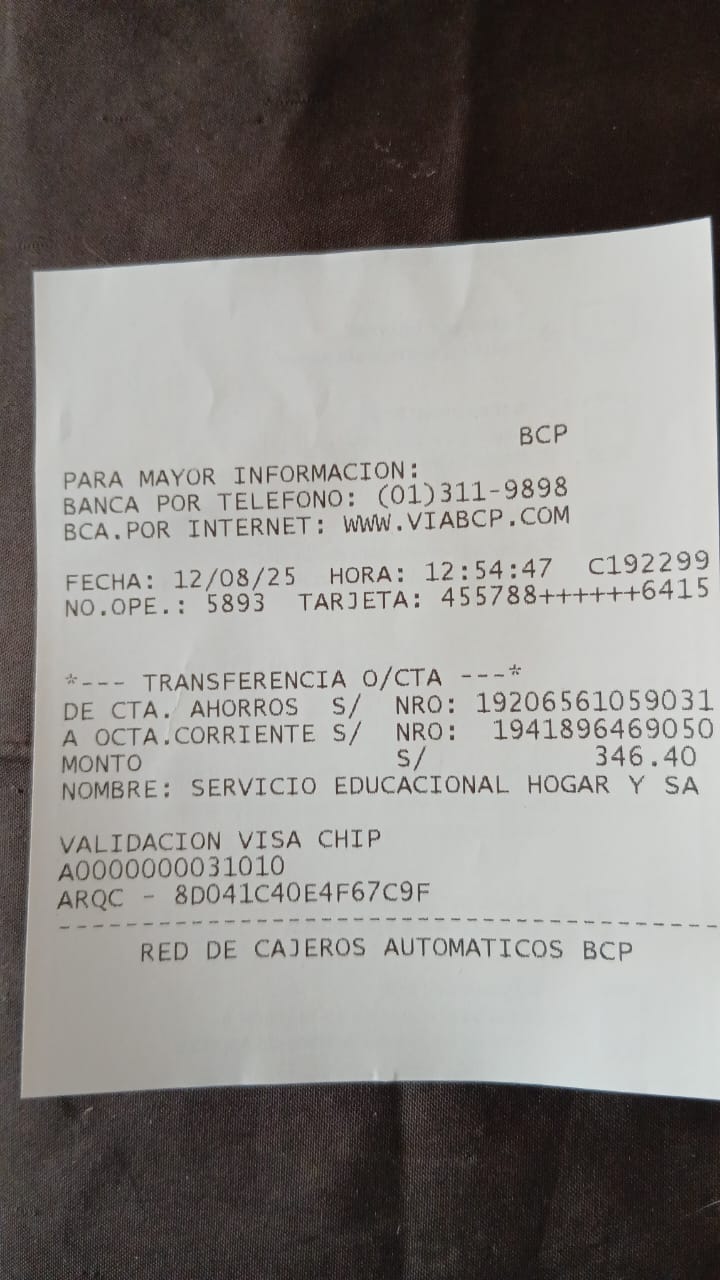 BCP
PARA MAYOR INFORMACION:
BANCA POR TELEFONO: (01)311-9898
BCA.POR INTERNET: WWW.VIABCP.COM
FECHA: 12/08/25 HORA: 12:54:47 C192299
NO.OPE.: 5893 TARJETA: 455788++++++6415
*--- TRANSFERENCIA O/CTA ---*
DE CTA. AHORROS S/ NRO: 19206561059031
A OCTA.CORRIENTE S/ NRO: 1941896469050
MONTO S/ 346.40
NOMBRE: SERVICIO EDUCACIONAL HOGAR Y SA
VALIDACION VISA CHIP
A0000000031010
ARQC - 8D041C40E4F67C9F
RED DE CAJEROS AUTOMATICOS BCP